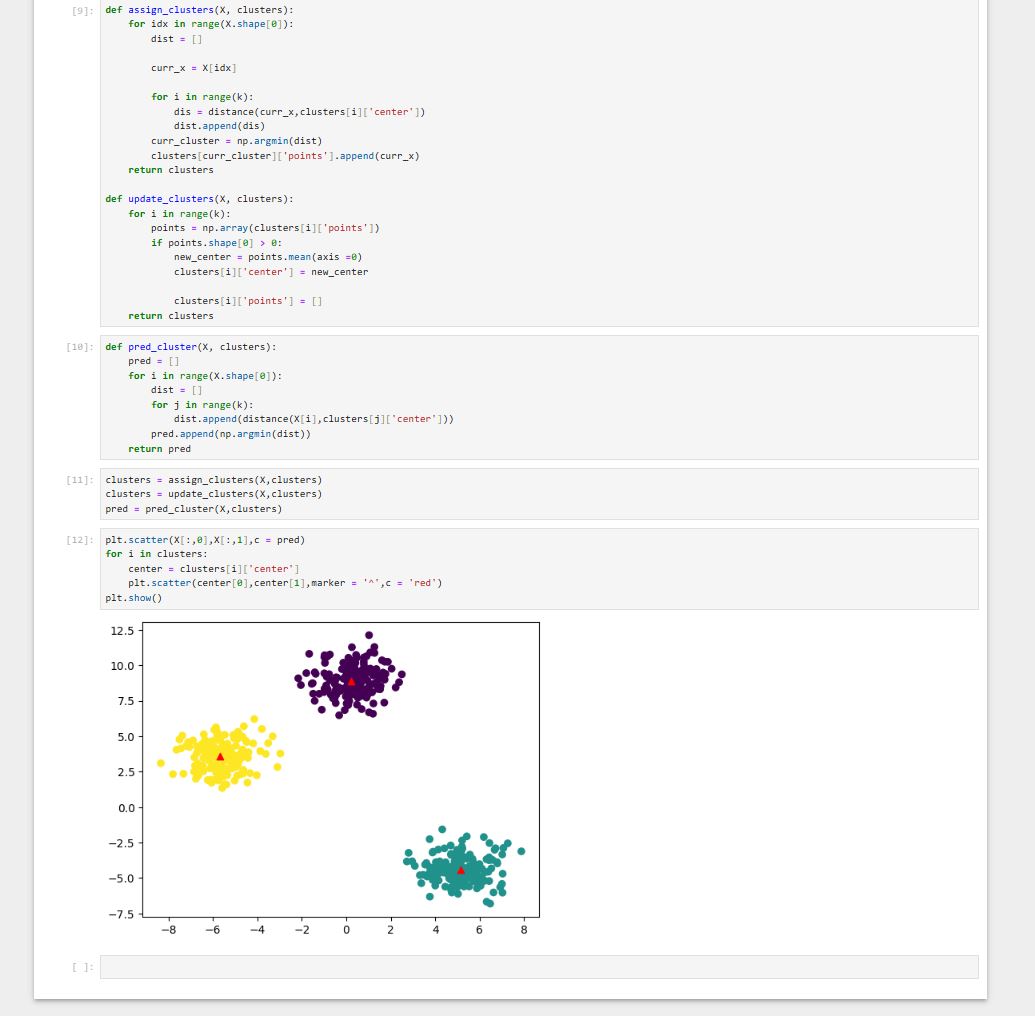 [9]: def assign_clusters(X, clusters):
    for idx in range(X.shape[0]):
        dist = []

        curr_x = X[idx]

        for i in range(k):
            dis = distance(curr_x,clusters[i]['center'])
            dist.append(dis)
        curr_cluster = np.argmin(dist)
        clusters[curr_cluster]['points'].append(curr_x)
    return clusters

def update_clusters(X, clusters):
    for i in range(k):
        points = np.array(clusters[i]['points'])
        if points.shape[0] > 0:
            new_center = points.mean(axis =0)
            clusters[i]['center'] = new_center

            clusters[i]['points'] = []
    return clusters
[10]: def pred_cluster(X, clusters):
    pred = []
    for i in range(X.shape[0]):
        dist = []
        for j in range(k):
            dist.append(distance(X[i],clusters[j]['center']))
        pred.append(np.argmin(dist))
    return pred
[11]: clusters = assign_clusters(X,clusters)
clusters = update_clusters(X,clusters)
pred = pred_cluster(X,clusters)
[12]: plt.scatter(X[:,0],X[:,1],c = pred)
for i in clusters:
    center = clusters[i]['center']
    plt.scatter(center[0],center[1],marker = '^',c = 'red')
plt.show()
12.5
10.0
7.5
5.0
2.5
0.0
−2.5
−5.0
−7.5
−8 −6 −4 −2 0 2 4 6 8
[ ]: